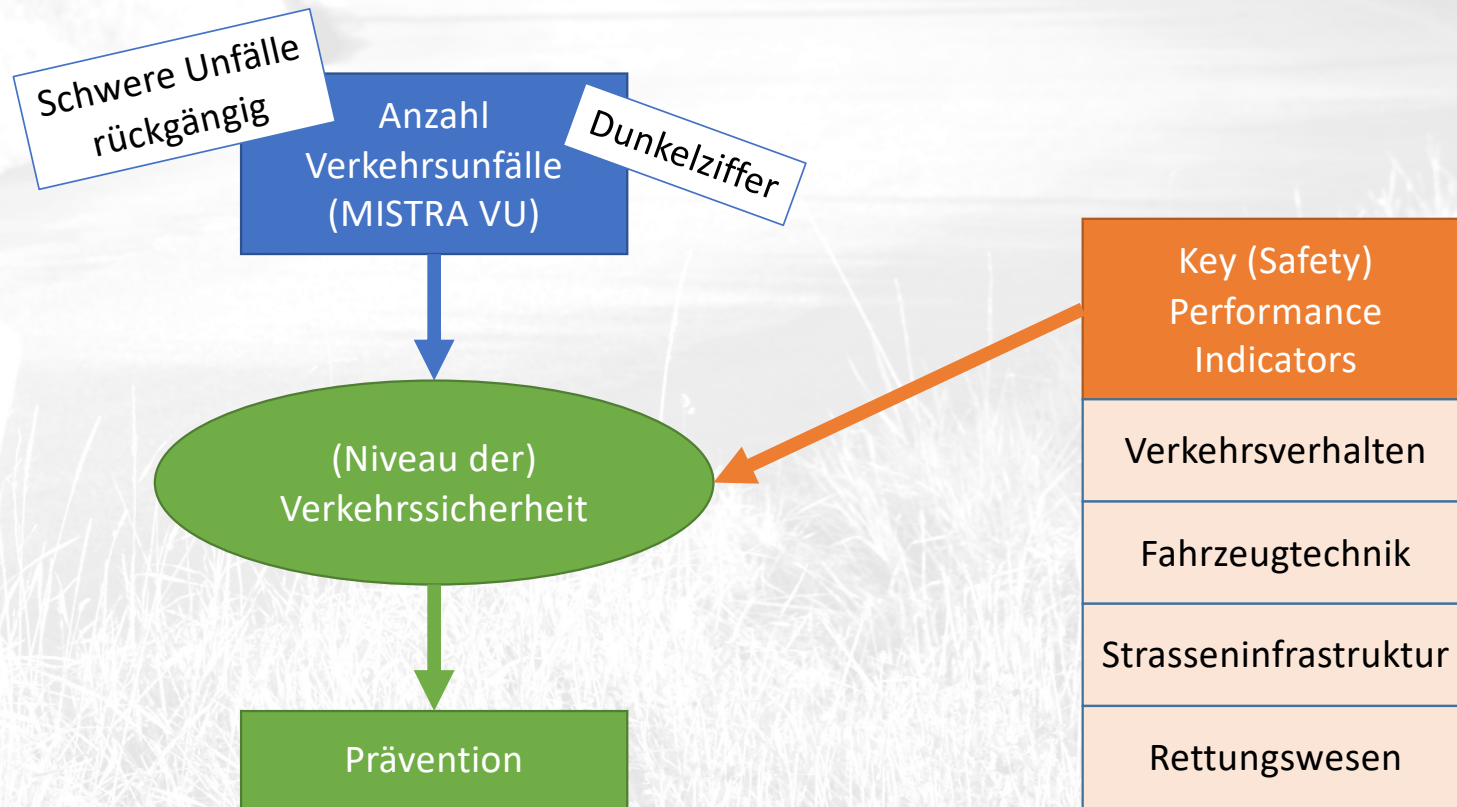 Schwere Unfälle
rückgängig
Anzahl
Verkehrsunfälle
(MISTRA VU)
Dunkelziffer
(Niveau der)
Verkehrssicherheit
Prävention
Key (Safety)
Performance
Indicators
Verkehrsverhalten
Fahrzeugtechnik
Strasseninfrastruktur
Rettungswesen